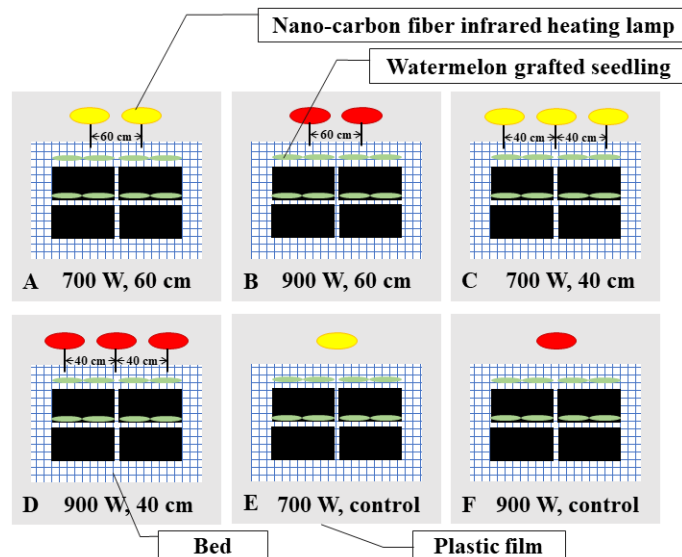 Nano-carbon fiber infrared heating lamp
Watermelon grafted seedling
60 cm
A 700 W, 60 cm
60 cm
B 900 W, 60 cm
40 cm 40 cm
C 700 W, 40 cm
40 cm 40 cm
D 900 W, 40 cm
E 700 W, control
F 900 W, control
Bed
Plastic film